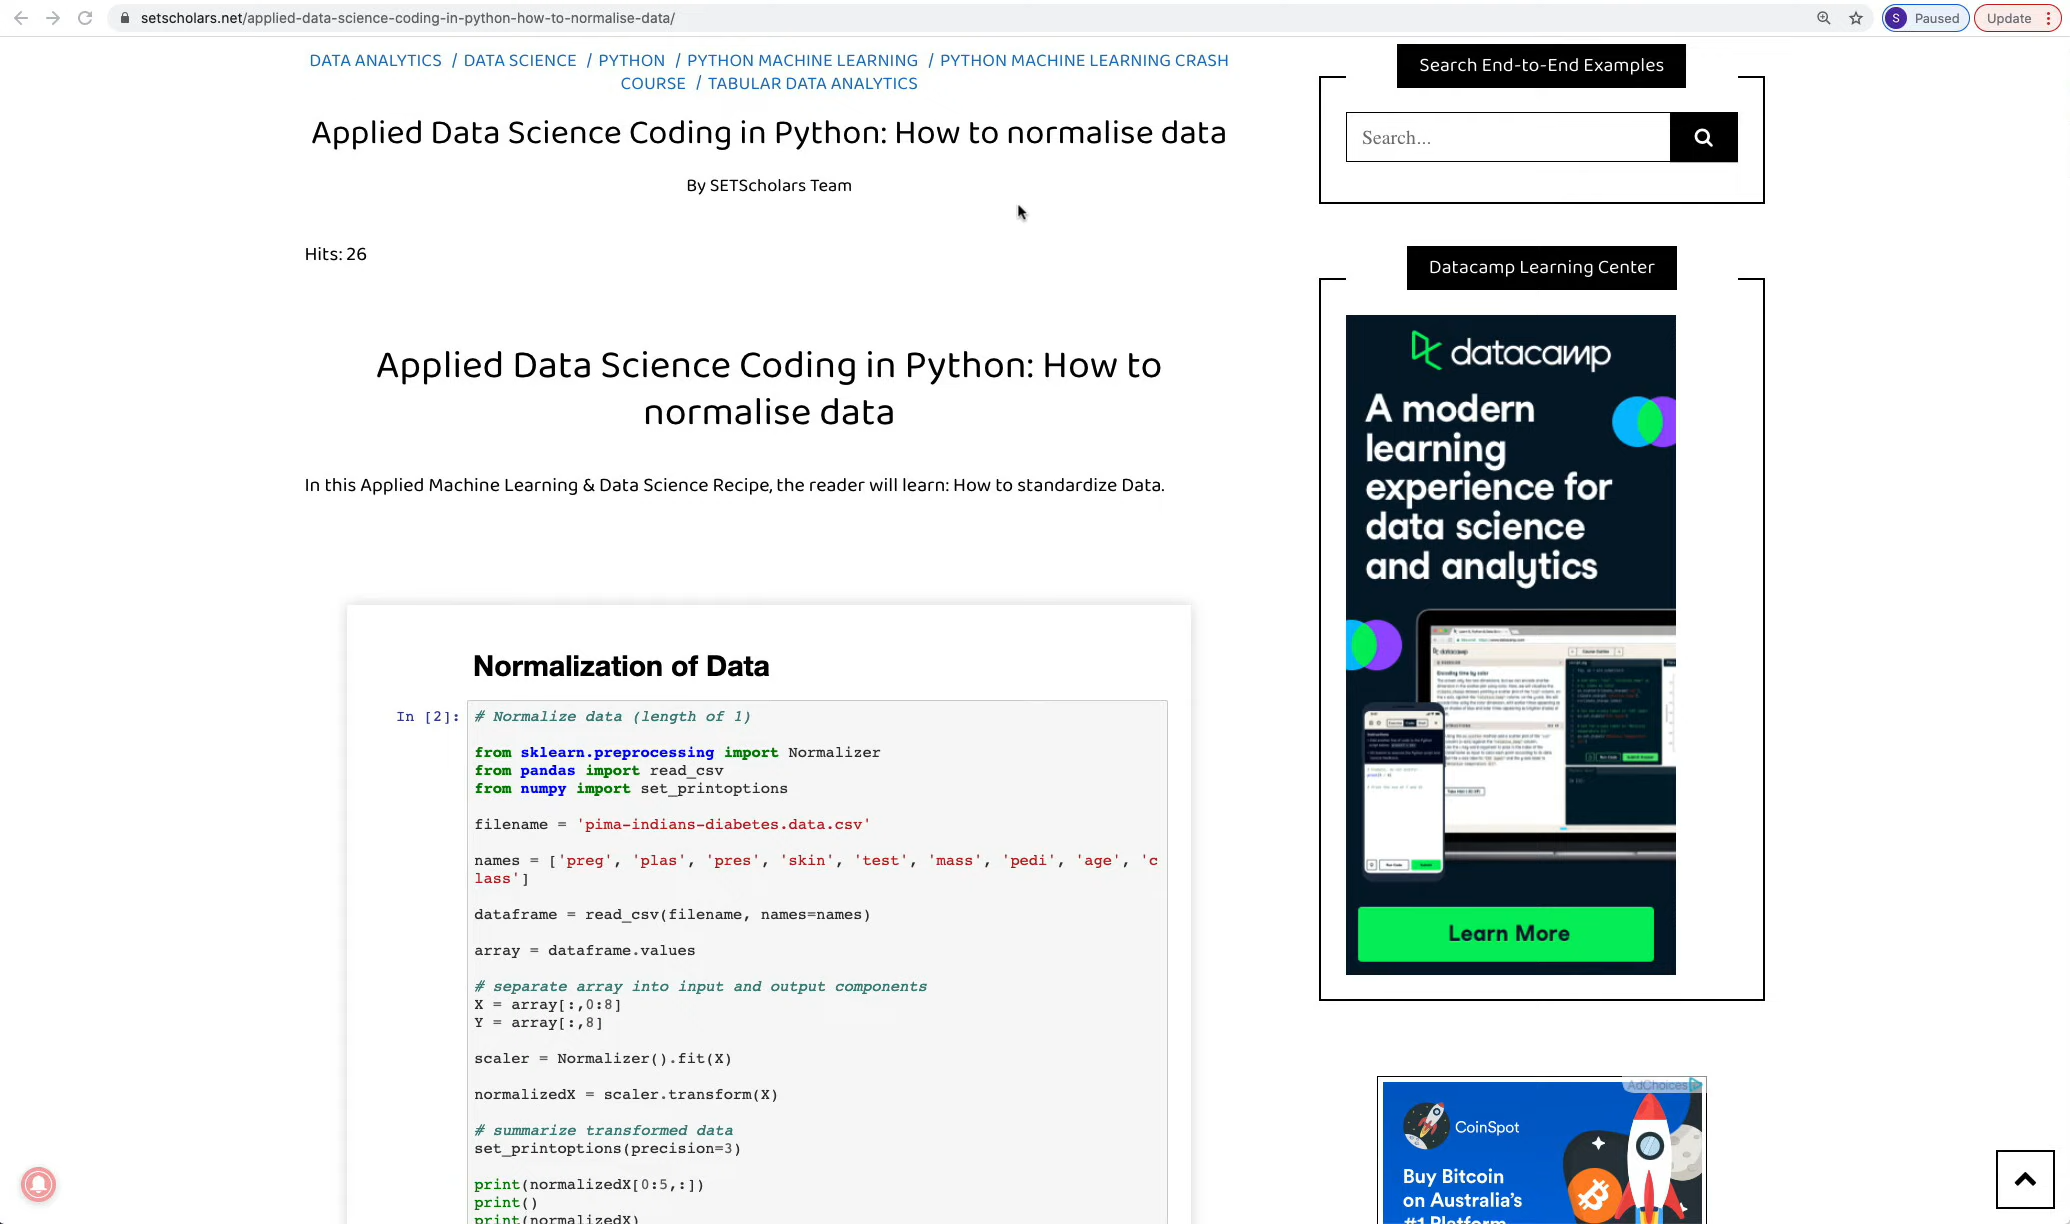 setscholars.net/applied-data-science-coding-in-python-how-to-normalise-data/
S Paused
Update
DATA ANALYTICS / DATA SCIENCE / PYTHON / PYTHON MACHINE LEARNING / PYTHON MACHINE LEARNING CRASH
COURSE / TABULAR DATA ANALYTICS
Applied Data Science Coding in Python: How to normalise data
By SETScholars Team
Hits: 26
Applied Data Science Coding in Python: How to
normalise data
In this Applied Machine Learning & Data Science Recipe, the reader will learn: How to standardize Data.
Normalization of Data
In [2]:
# Normalize data (length of 1)
from sklearn.preprocessing import Normalizer
from pandas import read_csv
from numpy import set_printoptions
filename = 'pima-indians-diabetes.data.csv'
names = ['preg', 'plas', 'pres', 'skin', 'test', 'mass', 'pedi', 'age', 'c
lass']
dataframe = read_csv(filename, names=names)
array = dataframe.values
# separate array into input and output components
X = array[:,0:8]
Y = array[:,8]
scaler = Normalizer().fit(X)
normalizedX = scaler.transform(X)
# summarize transformed data
set_printoptions(precision=3)
print(normalizedX[0:5,:])
print()
print(normalizedX)
Search End-to-End Examples
Search...
Datacamp Learning Center
datacamp
A modern
learning
experience for
data science
and analytics
Learn More
AdChoices
CoinSpot
Buy Bitcoin
on Australia's
#1 Platform